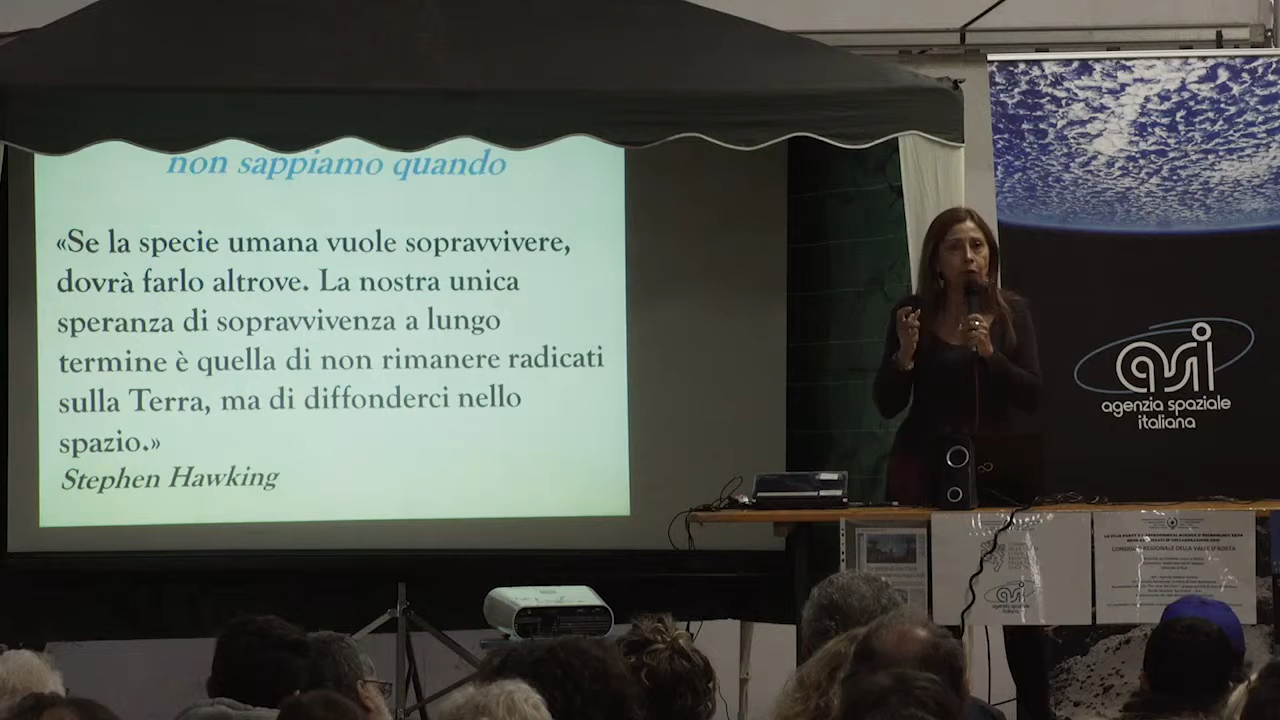 non sappiamo quando
«Se la specie umana vuole sopravvivere,
dovrà farlo altrove. La nostra unica
speranza di sopravvivenza a lungo
termine è quella di non rimanere radicati
sulla Terra, ma di diffonderci nello
spazio.»
Stephen Hawking
asi
agenzia spaziale
italiana
asi
CONSIGLIO REGIONALE DELLA VALLE D'AOSTA